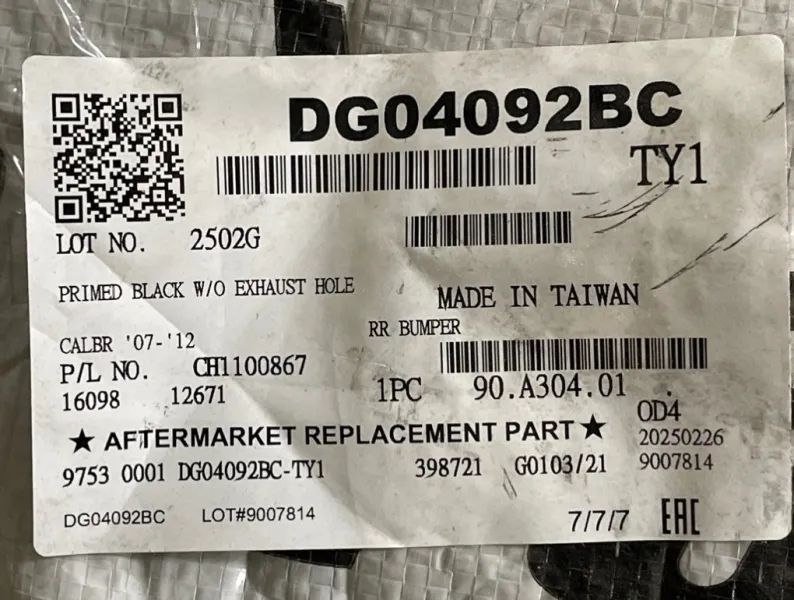 DG04092BC
TY1
LOT NO. 2502G
PRIMED BLACK W/O EXHAUST HOLE
MADE IN TAIWAN
CALBR '07-'12
RR BUMPER
P/L NO. CH1100867
16098 12671
1PC 90.A304.01
OD4
★ AFTERMARKET REPLACEMENT PART ★
20250226
9753 0001 DG04092BC-TY1 398721 G0103/21 9007814
DG04092BC LOT#9007814 7/7/7 EAC